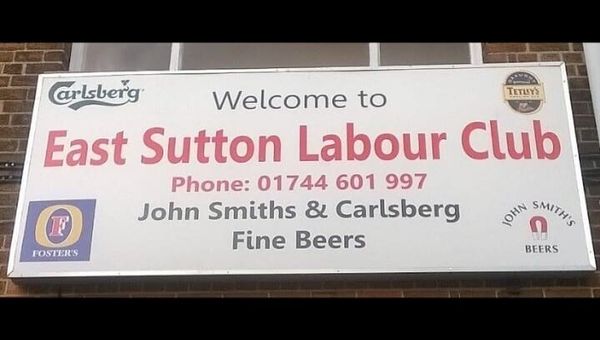 Carlsberg
Welcome to
TETLEY'S
East Sutton Labour Club
Phone: 01744 601 997
John Smiths & Carlsberg
Fine Beers
F
FOSTER'S
JOHN SMITH'S
BEERS